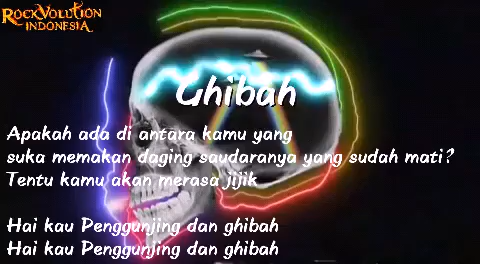 RockVolution
INDONESIA
Ghibah
Apakah ada di antara kamu yang
suka memakan daging saudaranya yang sudah mati?
Tentu kamu akan merasa jijik
Hai kau Penggunjing dan ghibah
Hai kau Penggunjing dan ghibah